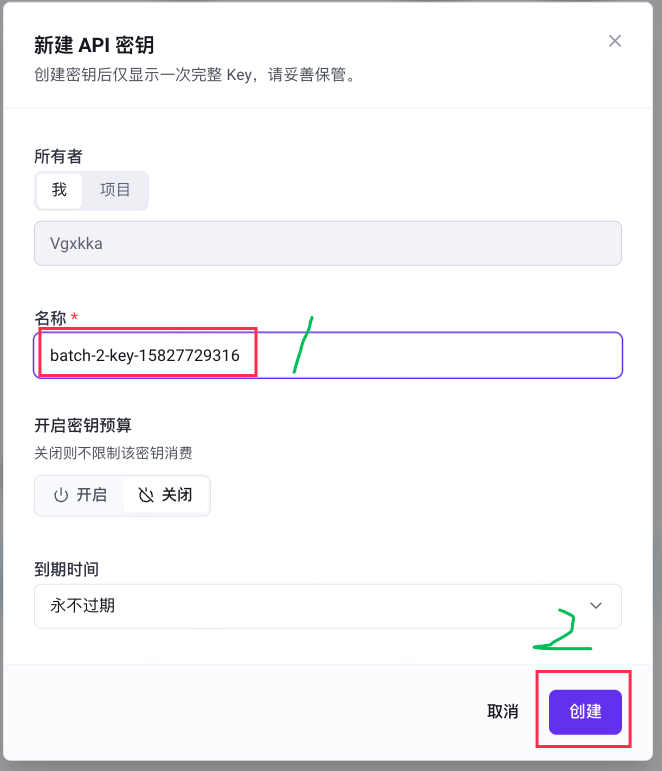 新建 API 密钥
创建密钥后仅显示一次完整 Key，请妥善保管。
所有者
我 项目
Vgxkka
名称 *
batch-2-key-15827729316
1
开启密钥预算
关闭则不限制该密钥消费
开启 关闭
到期时间
永不过期
2
取消 创建